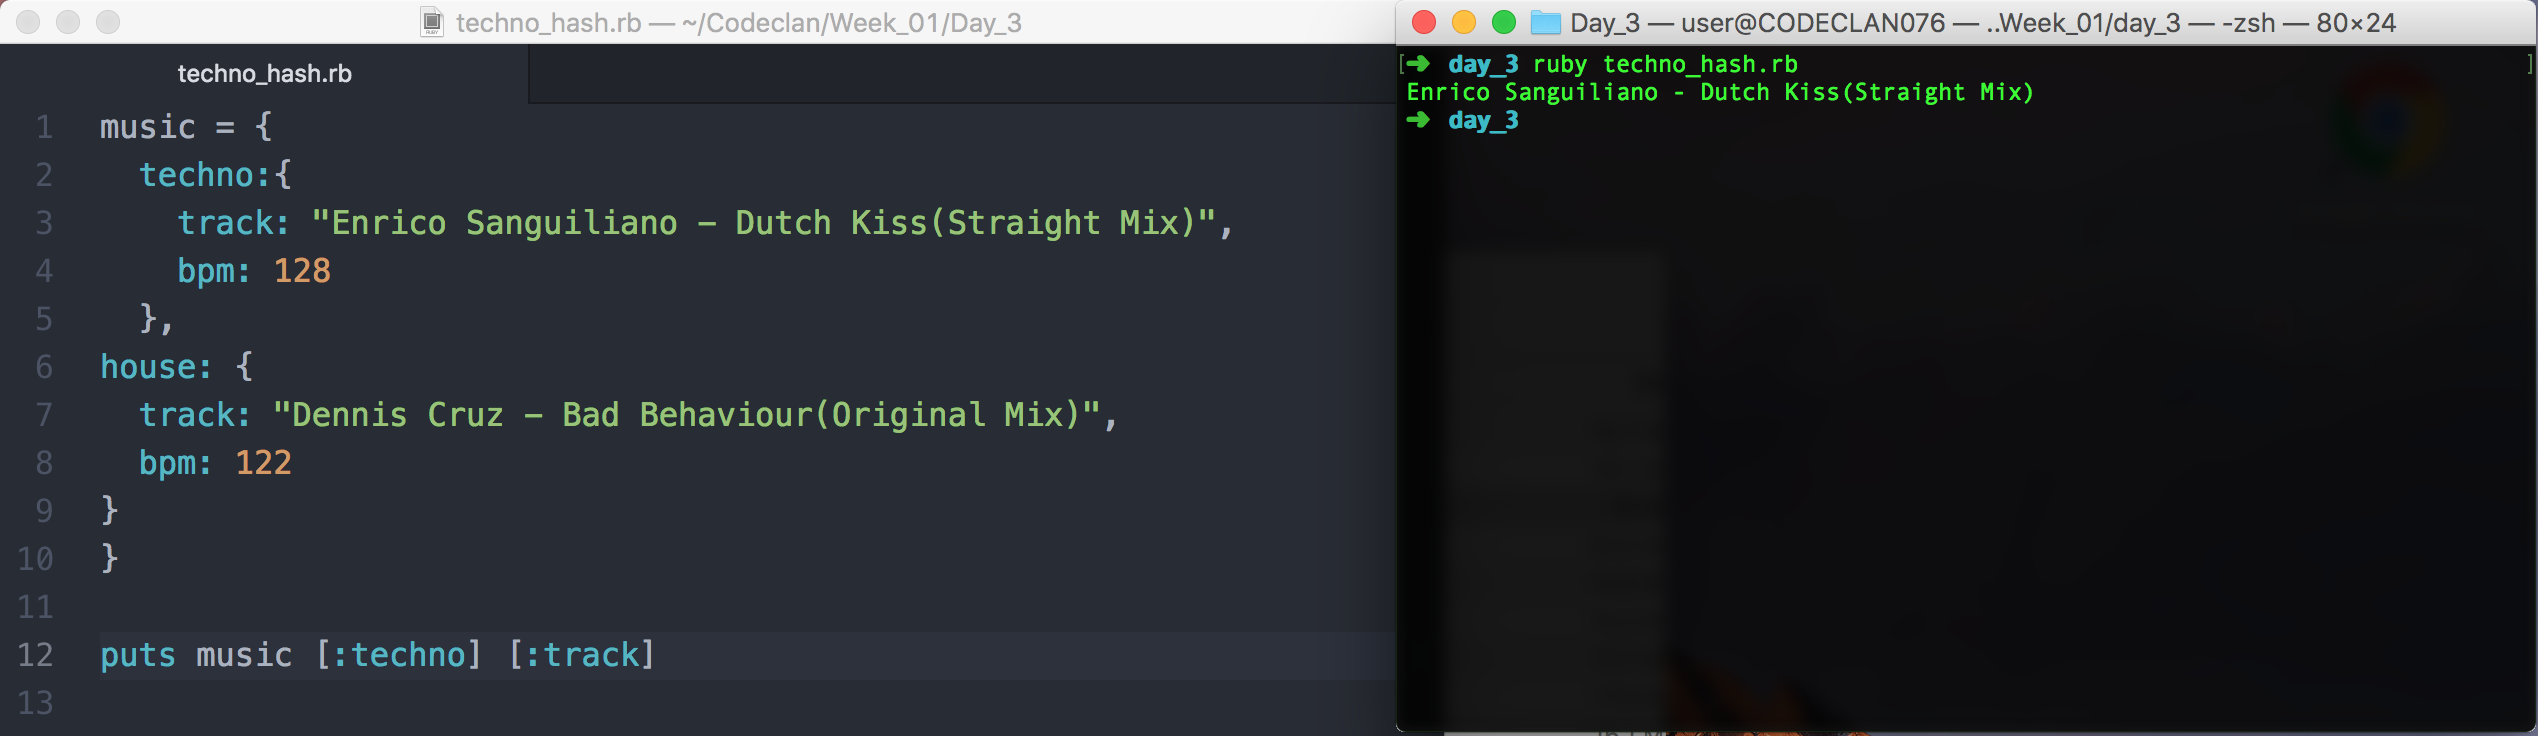 techno_hash.rb — ~/Codeclan/Week_01/Day_3
techno_hash.rb
1 music = {
2   techno:{
3     track: "Enrico Sanguiliano - Dutch Kiss(Straight Mix)",
4     bpm: 128
5   },
6 house: {
7   track: "Dennis Cruz - Bad Behaviour(Original Mix)",
8   bpm: 122
9 }
10 }
11
12 puts music [:techno] [:track]
13
Day_3 — user@CODECLAN076 — ..Week_01/day_3 — -zsh — 80×24
[➜ day_3 ruby techno_hash.rb ]
Enrico Sanguiliano - Dutch Kiss(Straight Mix)
➜ day_3